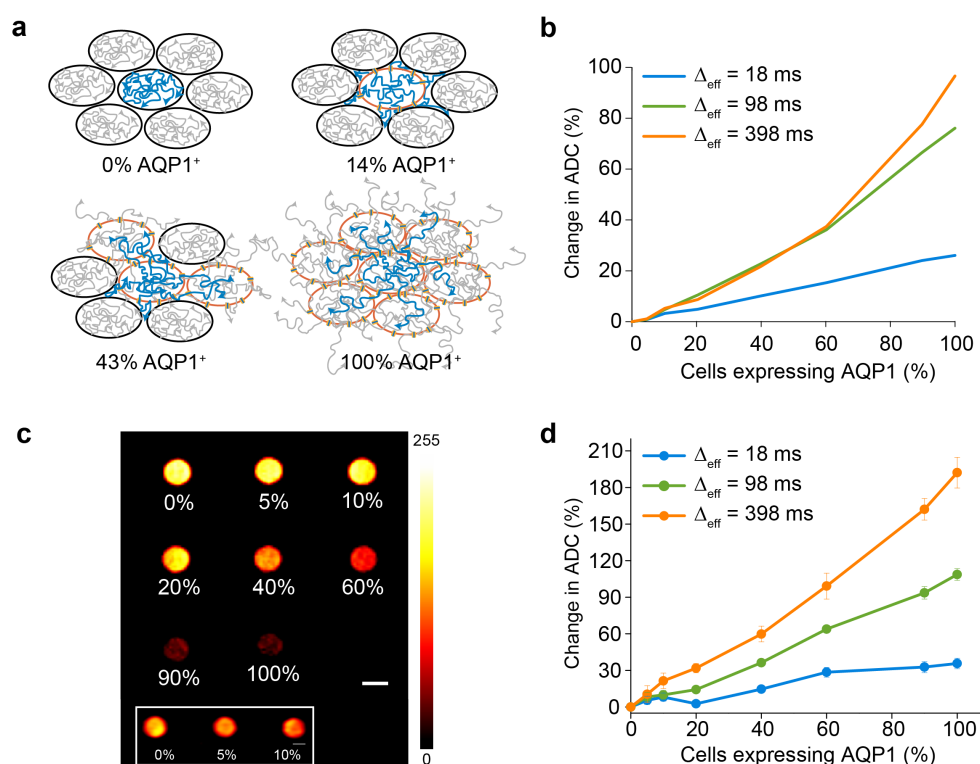 a
0% AQP1⁺
14% AQP1⁺
43% AQP1⁺
100% AQP1⁺
b
Change in ADC (%)
100
80
60
40
20
0
Δeff = 18 ms
Δeff = 98 ms
Δeff = 398 ms
0 20 40 60 80 100
Cells expressing AQP1 (%)
c
0% 5% 10%
20% 40% 60%
90% 100%
0% 5% 10%
255
0
d
Change in ADC (%)
210
180
150
120
90
60
30
0
Δeff = 18 ms
Δeff = 98 ms
Δeff = 398 ms
0 20 40 60 80 100
Cells expressing AQP1 (%)